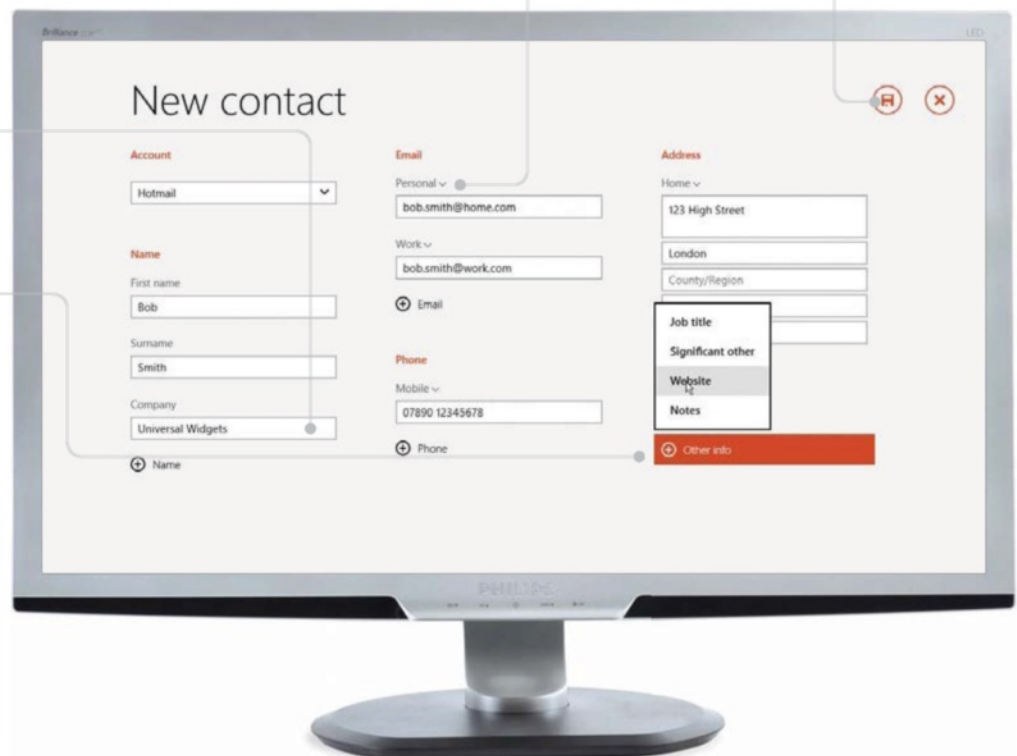 Brilliance
LED
New contact
Account
Hotmail
Name
First name
Bob
Surname
Smith
Company
Universal Widgets
Name
Email
Personal
bob.smith@home.com
Work
bob.smith@work.com
Email
Phone
Mobile
07890 12345678
Phone
Address
Home
123 High Street
London
County/Region
Job title
Significant other
Website
Notes
Other info
PHILIPS